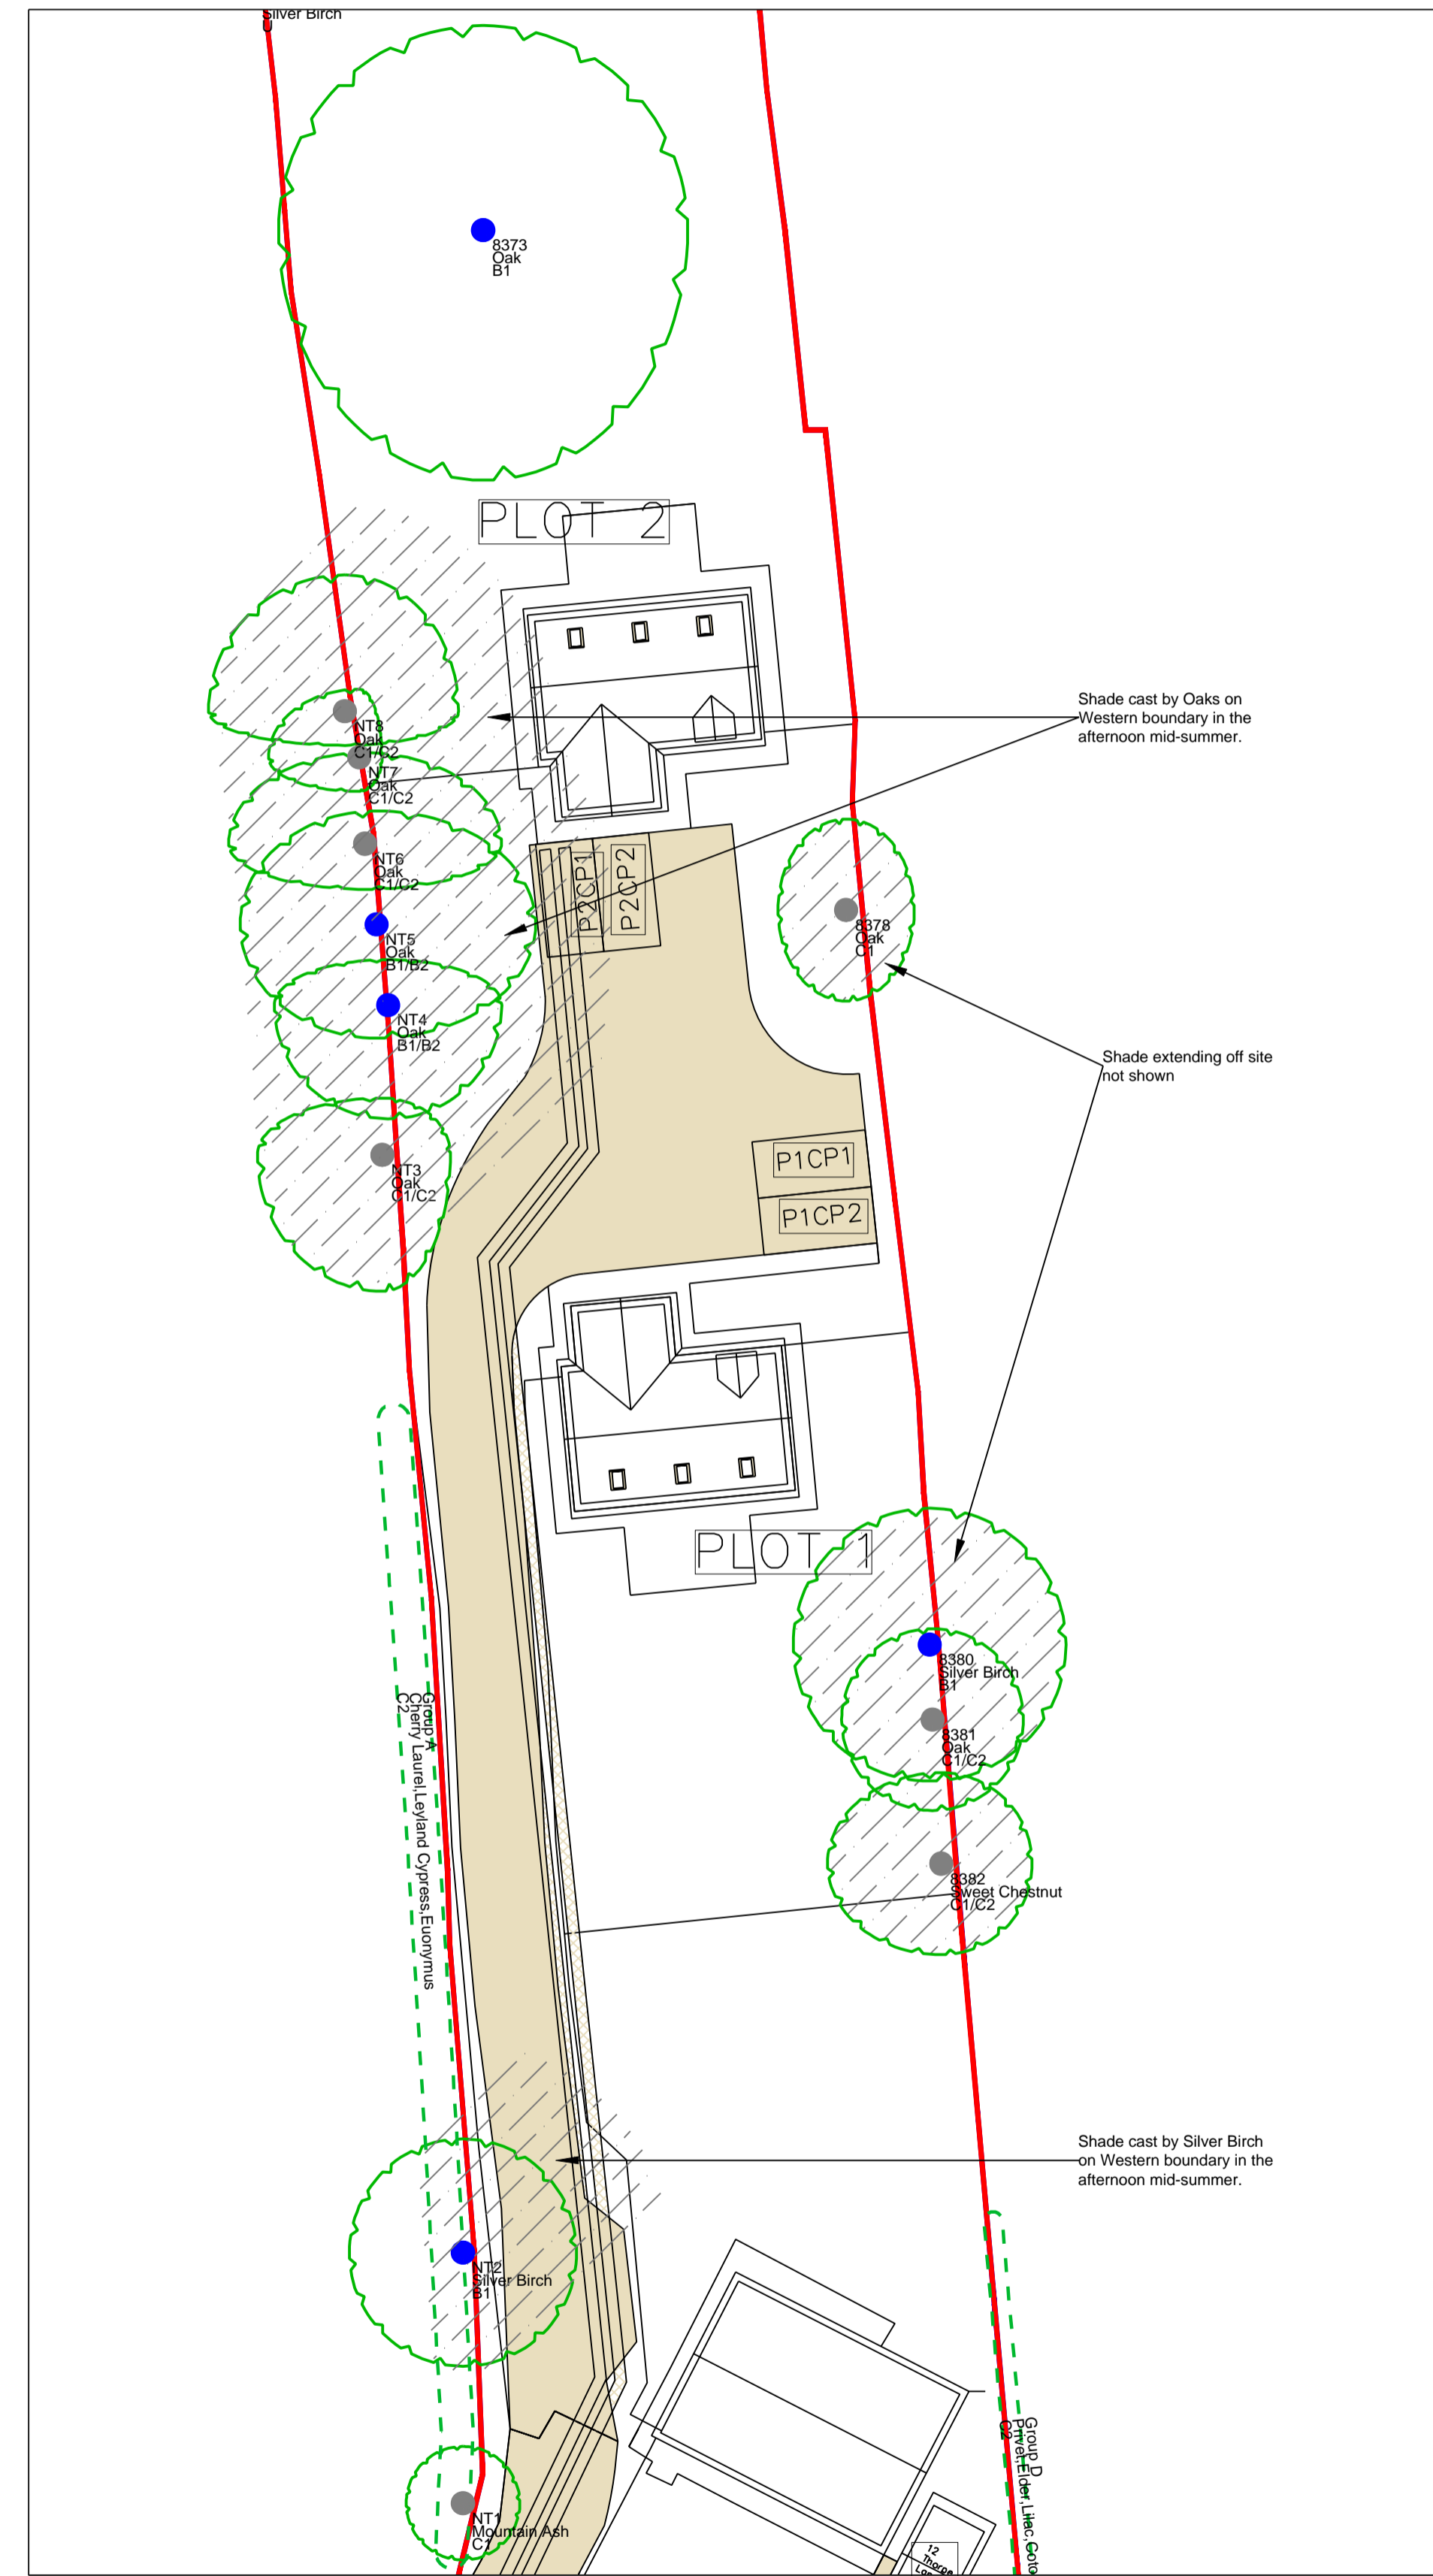 Silver Birch
U
8373
Oak
B1
PLOT 2
Shade cast by Oaks on
Western boundary in the
afternoon mid-summer.
NT8
Oak
C1/C2
NT7
Oak
C1/C2
NT6
Oak
C1/C2
P2CP1
P2CP2
8378
Oak
C1
NT5
Oak
B1/B2
NT4
Oak
B1/B2
Shade extending off site
not shown
NT3
Oak
C1/C2
P1CP1
P1CP2
PLOT 1
8380
Silver Birch
B1
8381
Oak
C1/C2
Group A
Cherry Laurel,Leyland Cypress,Euonymus
C2
8382
Sweet Chestnut
C1/C2
Shade cast by Silver Birch
on Western boundary in the
afternoon mid-summer.
NT2
Silver Birch
B1
Group D
Privet,Elder,Lilac,Coto
C2
NT1
Mountain Ash
C1
12